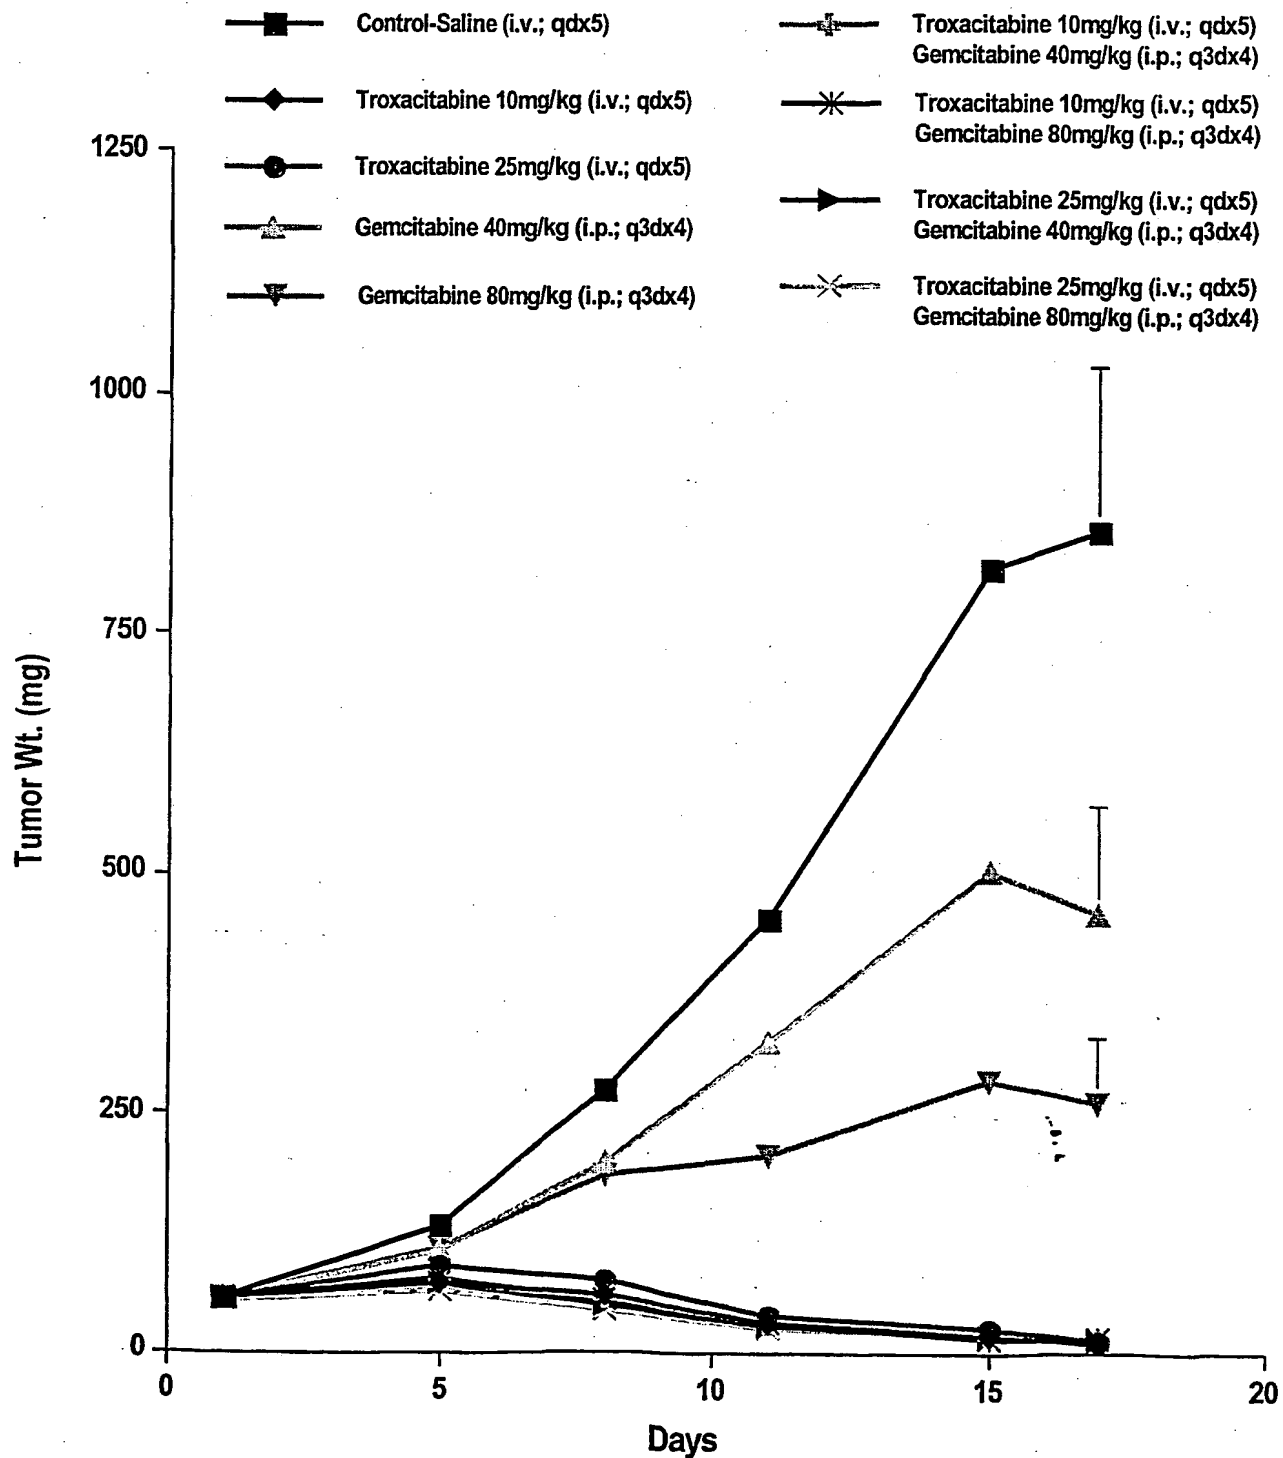 Control-Saline (i.v.; qdx5)
Troxacitabine 10mg/kg (i.v.; qdx5)
Troxacitabine 25mg/kg (i.v.; qdx5)
Gemcitabine 40mg/kg (i.p.; q3dx4)
Gemcitabine 80mg/kg (i.p.; q3dx4)
Troxacitabine 10mg/kg (i.v.; qdx5)
Gemcitabine 40mg/kg (i.p.; q3dx4)
Troxacitabine 10mg/kg (i.v.; qdx5)
Gemcitabine 80mg/kg (i.p.; q3dx4)
Troxacitabine 25mg/kg (i.v.; qdx5)
Gemcitabine 40mg/kg (i.p.; q3dx4)
Troxacitabine 25mg/kg (i.v.; qdx5)
Gemcitabine 80mg/kg (i.p.; q3dx4)
Tumor Wt. (mg)
1250
1000
750
500
250
0
0
5
10
15
20
Days